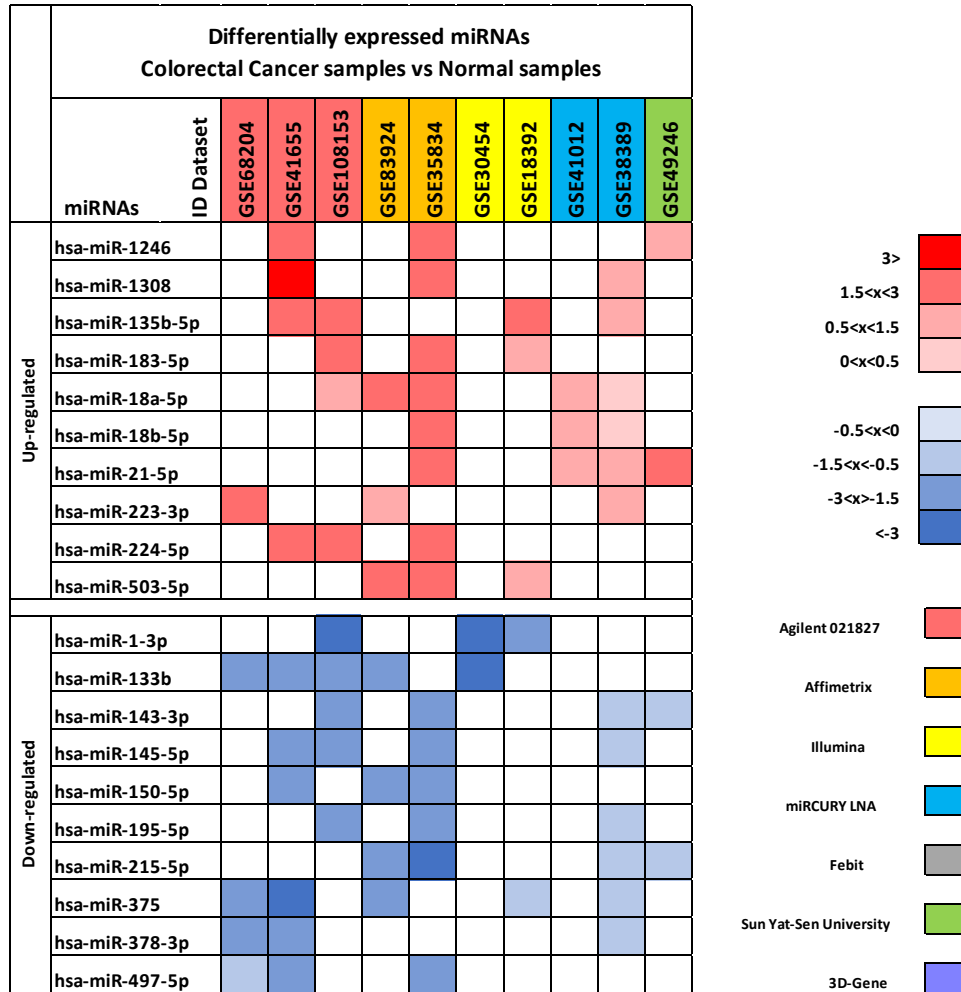 Differentially expressed miRNAs
Colorectal Cancer samples vs Normal samples
miRNAs
ID Dataset
GSE68204
GSE41655
GSE108153
GSE83924
GSE35834
GSE30454
GSE18392
GSE41012
GSE38389
GSE49246
Up-regulated
hsa-miR-1246
hsa-miR-1308
hsa-miR-135b-5p
hsa-miR-183-5p
hsa-miR-18a-5p
hsa-miR-18b-5p
hsa-miR-21-5p
hsa-miR-223-3p
hsa-miR-224-5p
hsa-miR-503-5p
Down-regulated
hsa-miR-1-3p
hsa-miR-133b
hsa-miR-143-3p
hsa-miR-145-5p
hsa-miR-150-5p
hsa-miR-195-5p
hsa-miR-215-5p
hsa-miR-375
hsa-miR-378-3p
hsa-miR-497-5p
3>
1.5<x<3
0.5<x<1.5
0<x<0.5
-0.5<x<0
-1.5<x<-0.5
-3<x>-1.5
<-3
Agilent 021827
Affimetrix
Illumina
miRCURY LNA
Febit
Sun Yat-Sen University
3D-Gene